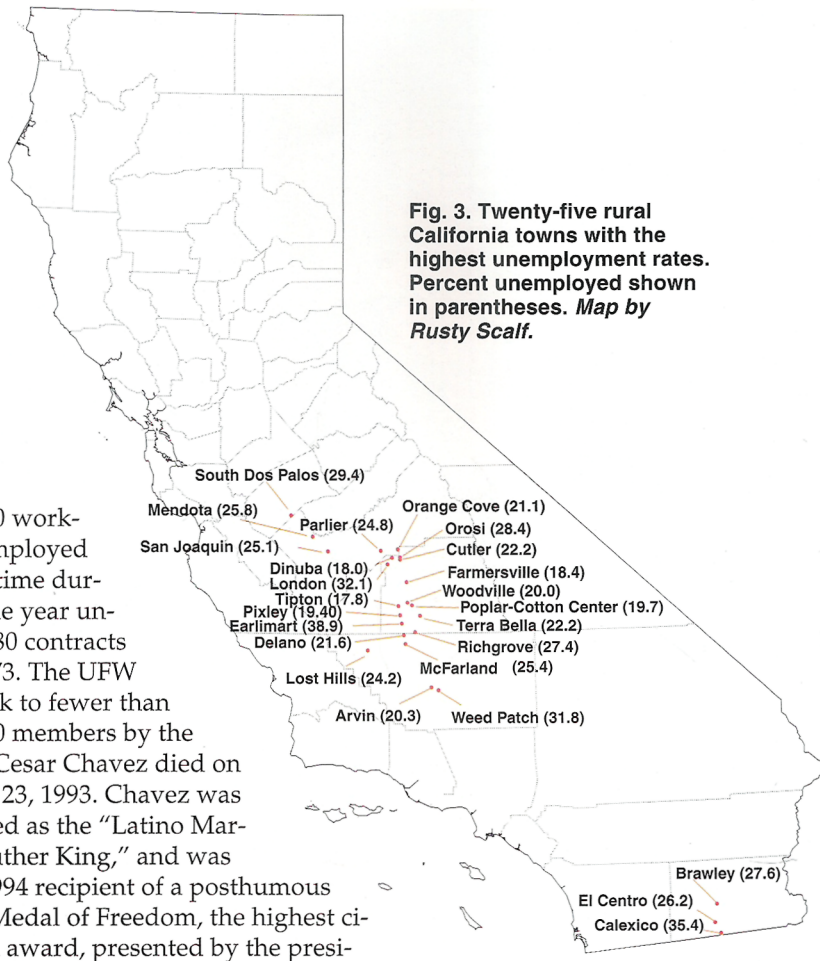 Fig. 3. Twenty-five rural
California towns with the
highest unemployment rates.
Percent unemployed shown
in parentheses. Map by
Rusty Scalf.
South Dos Palos (29.4)
Mendota (25.8)
Parlier (24.8)
San Joaquin (25.1)
Dinuba (18.0)
London (32.1)
Tipton (17.8)
Pixley (19.40)
Earlimart (38.9)
Delano (21.6)
Lost Hills (24.2)
Arvin (20.3)
Orange Cove (21.1)
Orosi (28.4)
Cutler (22.2)
Farmersville (18.4)
Woodville (20.0)
Poplar-Cotton Center (19.7)
Terra Bella (22.2)
Richgrove (27.4)
McFarland (25.4)
Weed Patch (31.8)
Brawley (27.6)
El Centro (26.2)
Calexico (35.4)
0 work-
nployed
time dur-
e year un-
80 contracts
73. The UFW
k to fewer than
0 members by the
Cesar Chavez died on
23, 1993. Chavez was
ed as the “Latino Mar-
uther King,” and was
994 recipient of a posthumous
Medal of Freedom, the highest ci-
award, presented by the presi-